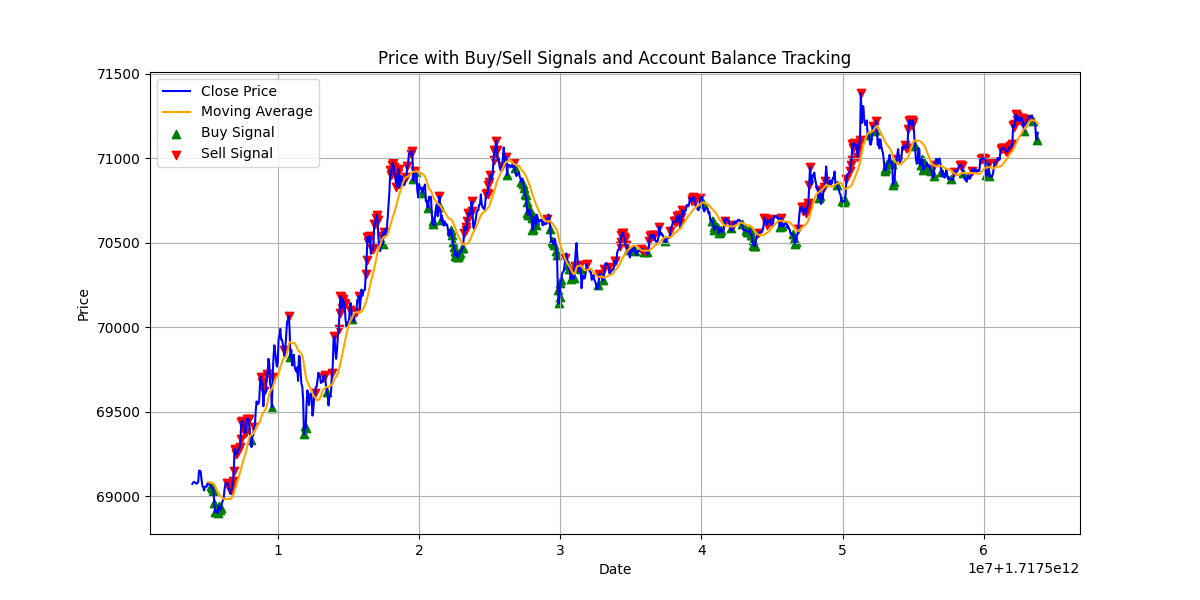 Price with Buy/Sell Signals and Account Balance Tracking
71500
71000
70500
70000
69500
69000
Price
Close Price
Moving Average
Buy Signal
Sell Signal
1 2 3 4 5 6
Date
1e7+1.7175e12